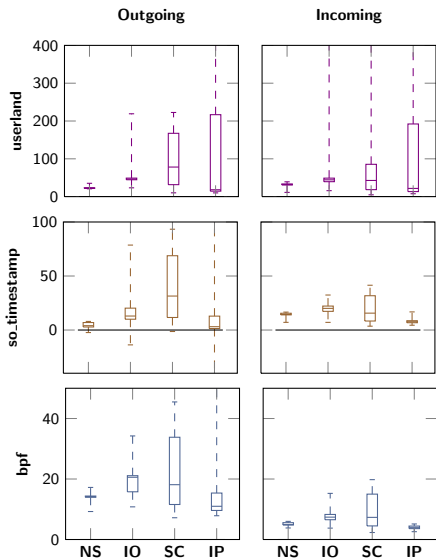 Outgoing
Incoming
userland
400
300
200
100
0
so_timestamp
100
50
0
bpf
40
20
0
NS IO SC IP
NS IO SC IP